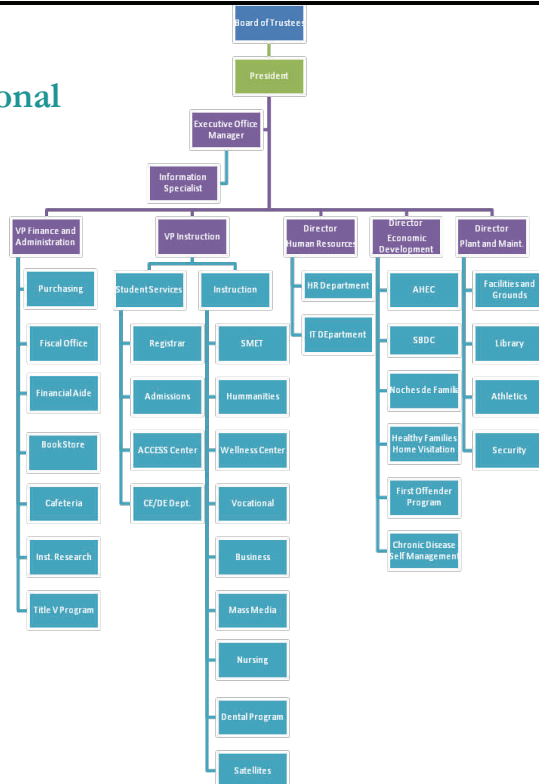 Board of Trustees
onal
President
Executive Office
Manager
Information
Specialist
VP Finance and
Administration
VP Instruction
Director
Human Resources
Director
Economic
Development
Director
Plant and Maint.
Purchasing
Fiscal Office
Financial Aide
Book Store
Cafeteria
Inst. Research
Title V Program
Student Services
Registrar
Admissions
ACCESS Center
CE/DE Dept.
Instruction
SMET
Hummanities
Wellness Center
Vocational
Business
Mass Media
Nursing
Dental Program
Satellites
HR Department
IT DEpartment
AHEC
SBDC
Noches de Familia
Healthy Families
Home Visitation
First Offender
Program
Chronic Disease
Self Management
Facilities and
Grounds
Library
Athletics
Security